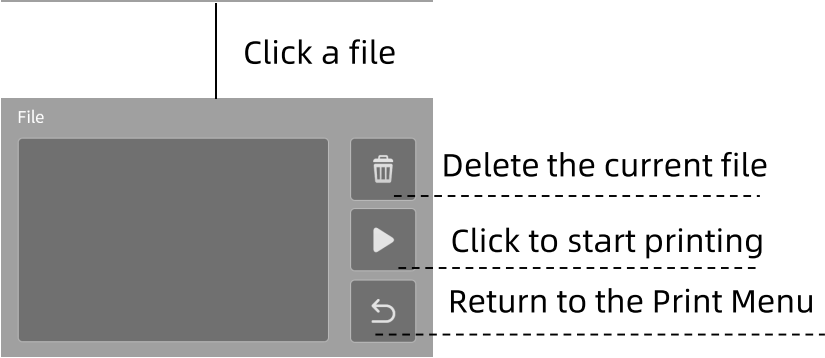 Click a file
File
Delete the current file
Click to start printing
Return to the Print Menu